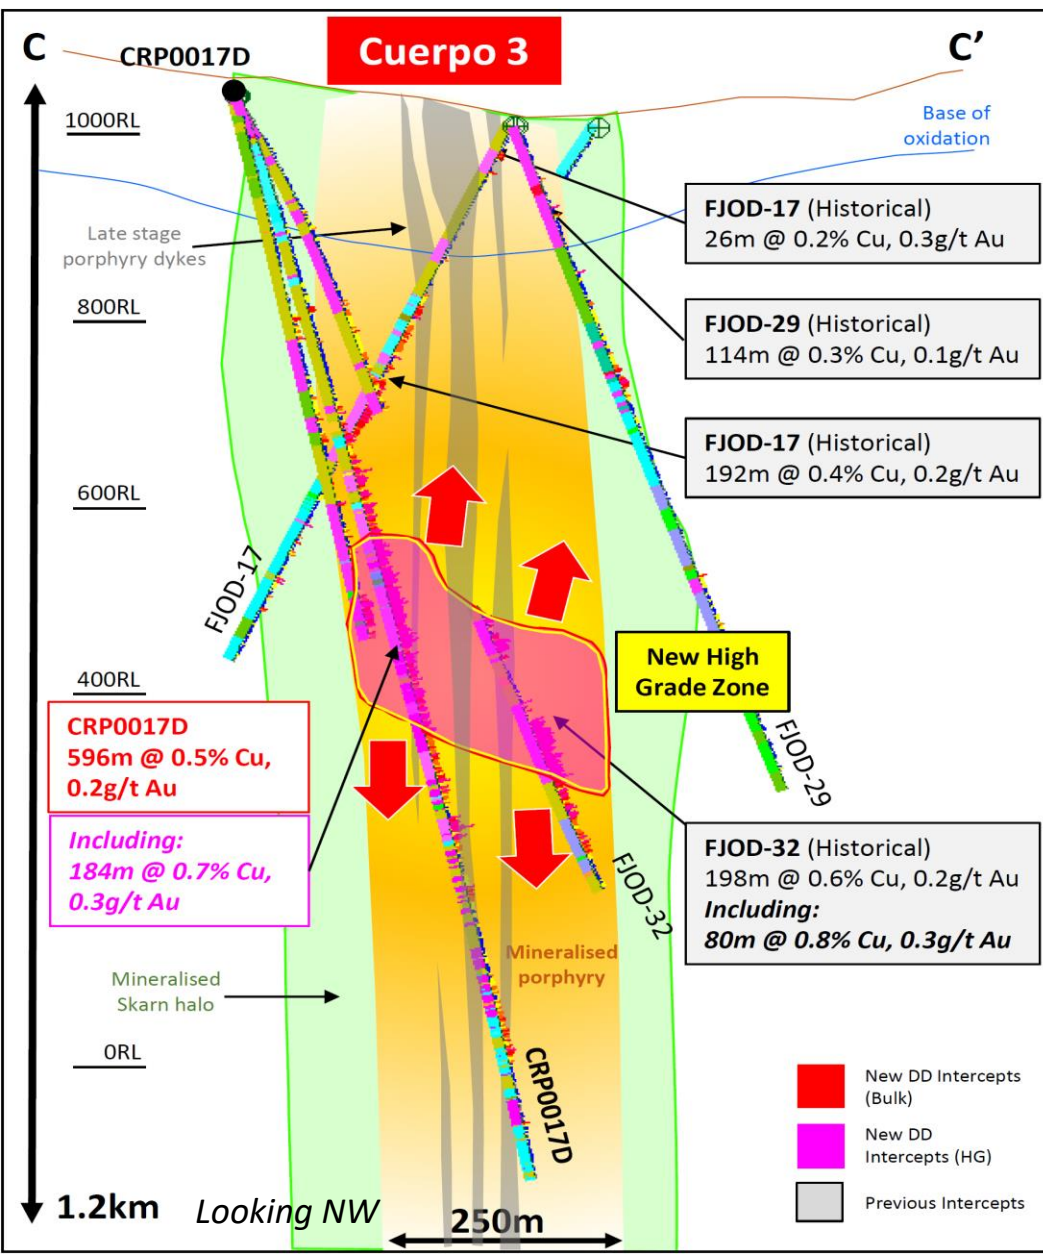 C
CRP0017D
Cuerpo 3
C’
1000RL
Base of
oxidation
FJOD-17 (Historical)
26m @ 0.2% Cu, 0.3g/t Au
Late stage
porphyry dykes
800RL
FJOD-29 (Historical)
114m @ 0.3% Cu, 0.1g/t Au
FJOD-17 (Historical)
192m @ 0.4% Cu, 0.2g/t Au
600RL
FJOD-17
New High
Grade Zone
400RL
CRP0017D
596m @ 0.5% Cu,
0.2g/t Au
FJOD-29
Including:
184m @ 0.7% Cu,
0.3g/t Au
FJOD-32 (Historical)
198m @ 0.6% Cu, 0.2g/t Au
Including:
80m @ 0.8% Cu, 0.3g/t Au
FJOD-32
Mineralised
porphyry
Mineralised
Skarn halo
0RL
CRP0017D
New DD Intercepts
(Bulk)
New DD
Intercepts (HG)
Previous Intercepts
1.2km
Looking NW
250m